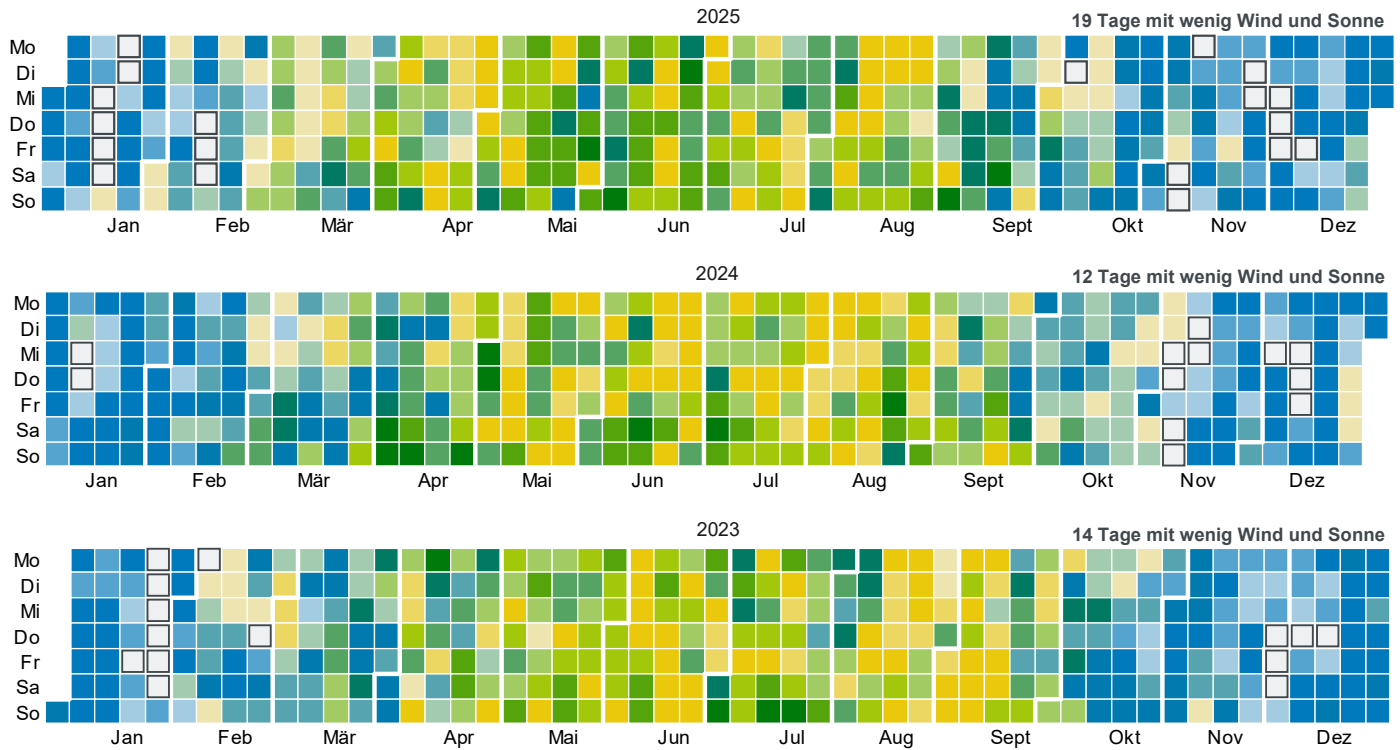 2025
19 Tage mit wenig Wind und Sonne
Mo
Di
Mi
Do
Fr
Sa
So
Jan Feb Mär Apr Mai Jun Jul Aug Sept Okt Nov Dez
2024
12 Tage mit wenig Wind und Sonne
Mo
Di
Mi
Do
Fr
Sa
So
Jan Feb Mär Apr Mai Jun Jul Aug Sept Okt Nov Dez
2023
14 Tage mit wenig Wind und Sonne
Mo
Di
Mi
Do
Fr
Sa
So
Jan Feb Mär Apr Mai Jun Jul Aug Sept Okt Nov Dez